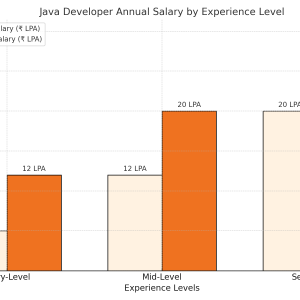 Java Developer Annual Salary by Experience Level
alary (₹ LPA)
alary (₹ LPA)
20 LPA
20 LPA
12 LPA
12 LPA
y-Level
Mid-Level
Se
Experience Levels